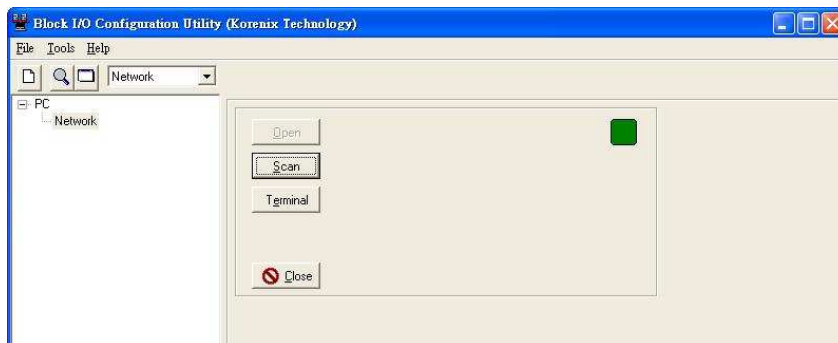 Block I/O Configuration Utility (Korenix Technology)
File Tools Help
Network
PC
Network
Open
Scan
Terminal
Close